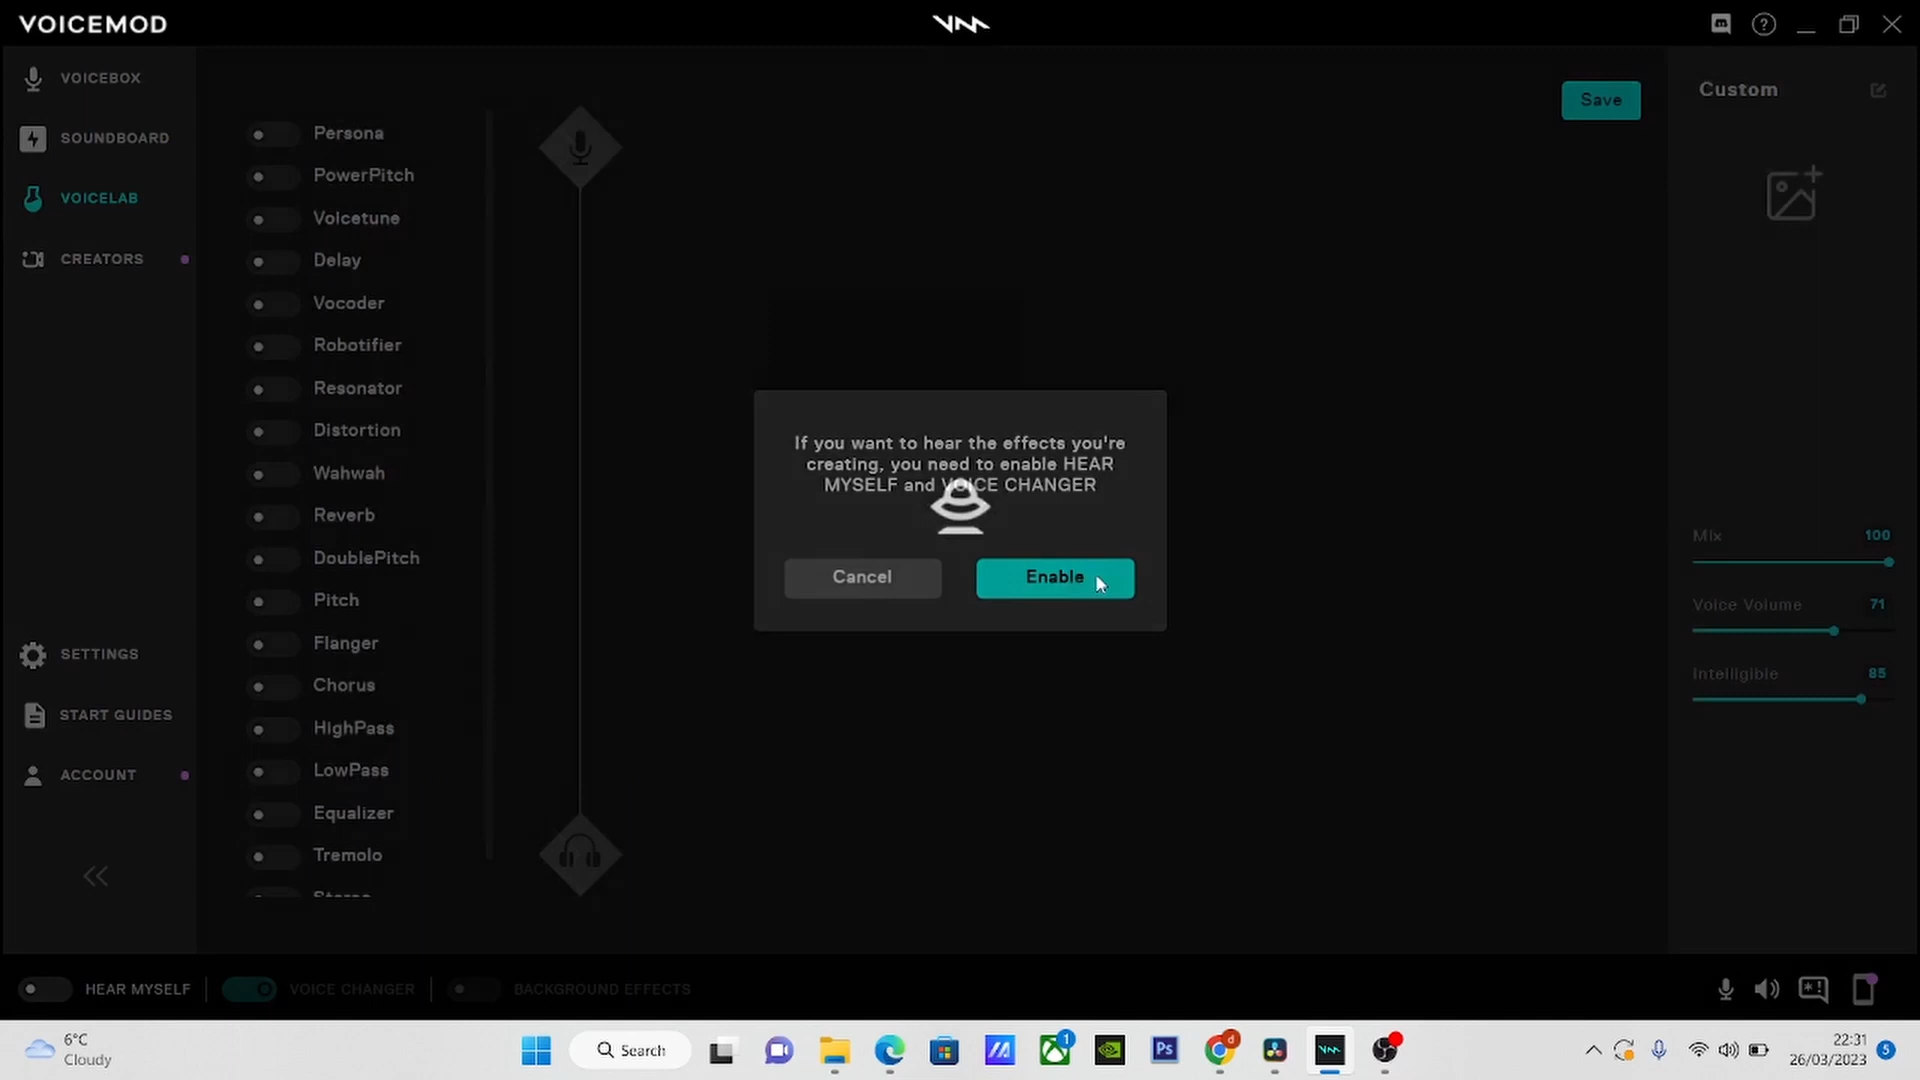 VOICEMOD
VOICEBOX
SOUNDBOARD
VOICELAB
CREATORS
SETTINGS
START GUIDES
ACCOUNT
Persona
PowerPitch
Voicetune
Delay
Vocoder
Robotifier
Resonator
Distortion
Wahwah
Reverb
DoublePitch
Pitch
Flanger
Chorus
HighPass
LowPass
Equalizer
Tremolo
If you want to hear the effects you're
creating, you need to enable HEAR
MYSELF and VOICE CHANGER
Cancel
Enable
Save
Custom
Mix 100
Voice Volume 71
Intelligible 85
HEAR MYSELF
VOICE CHANGER
BACKGROUND EFFECTS
6°C
Cloudy
Search
1
Ps
d
22:31
26/03/2023
5